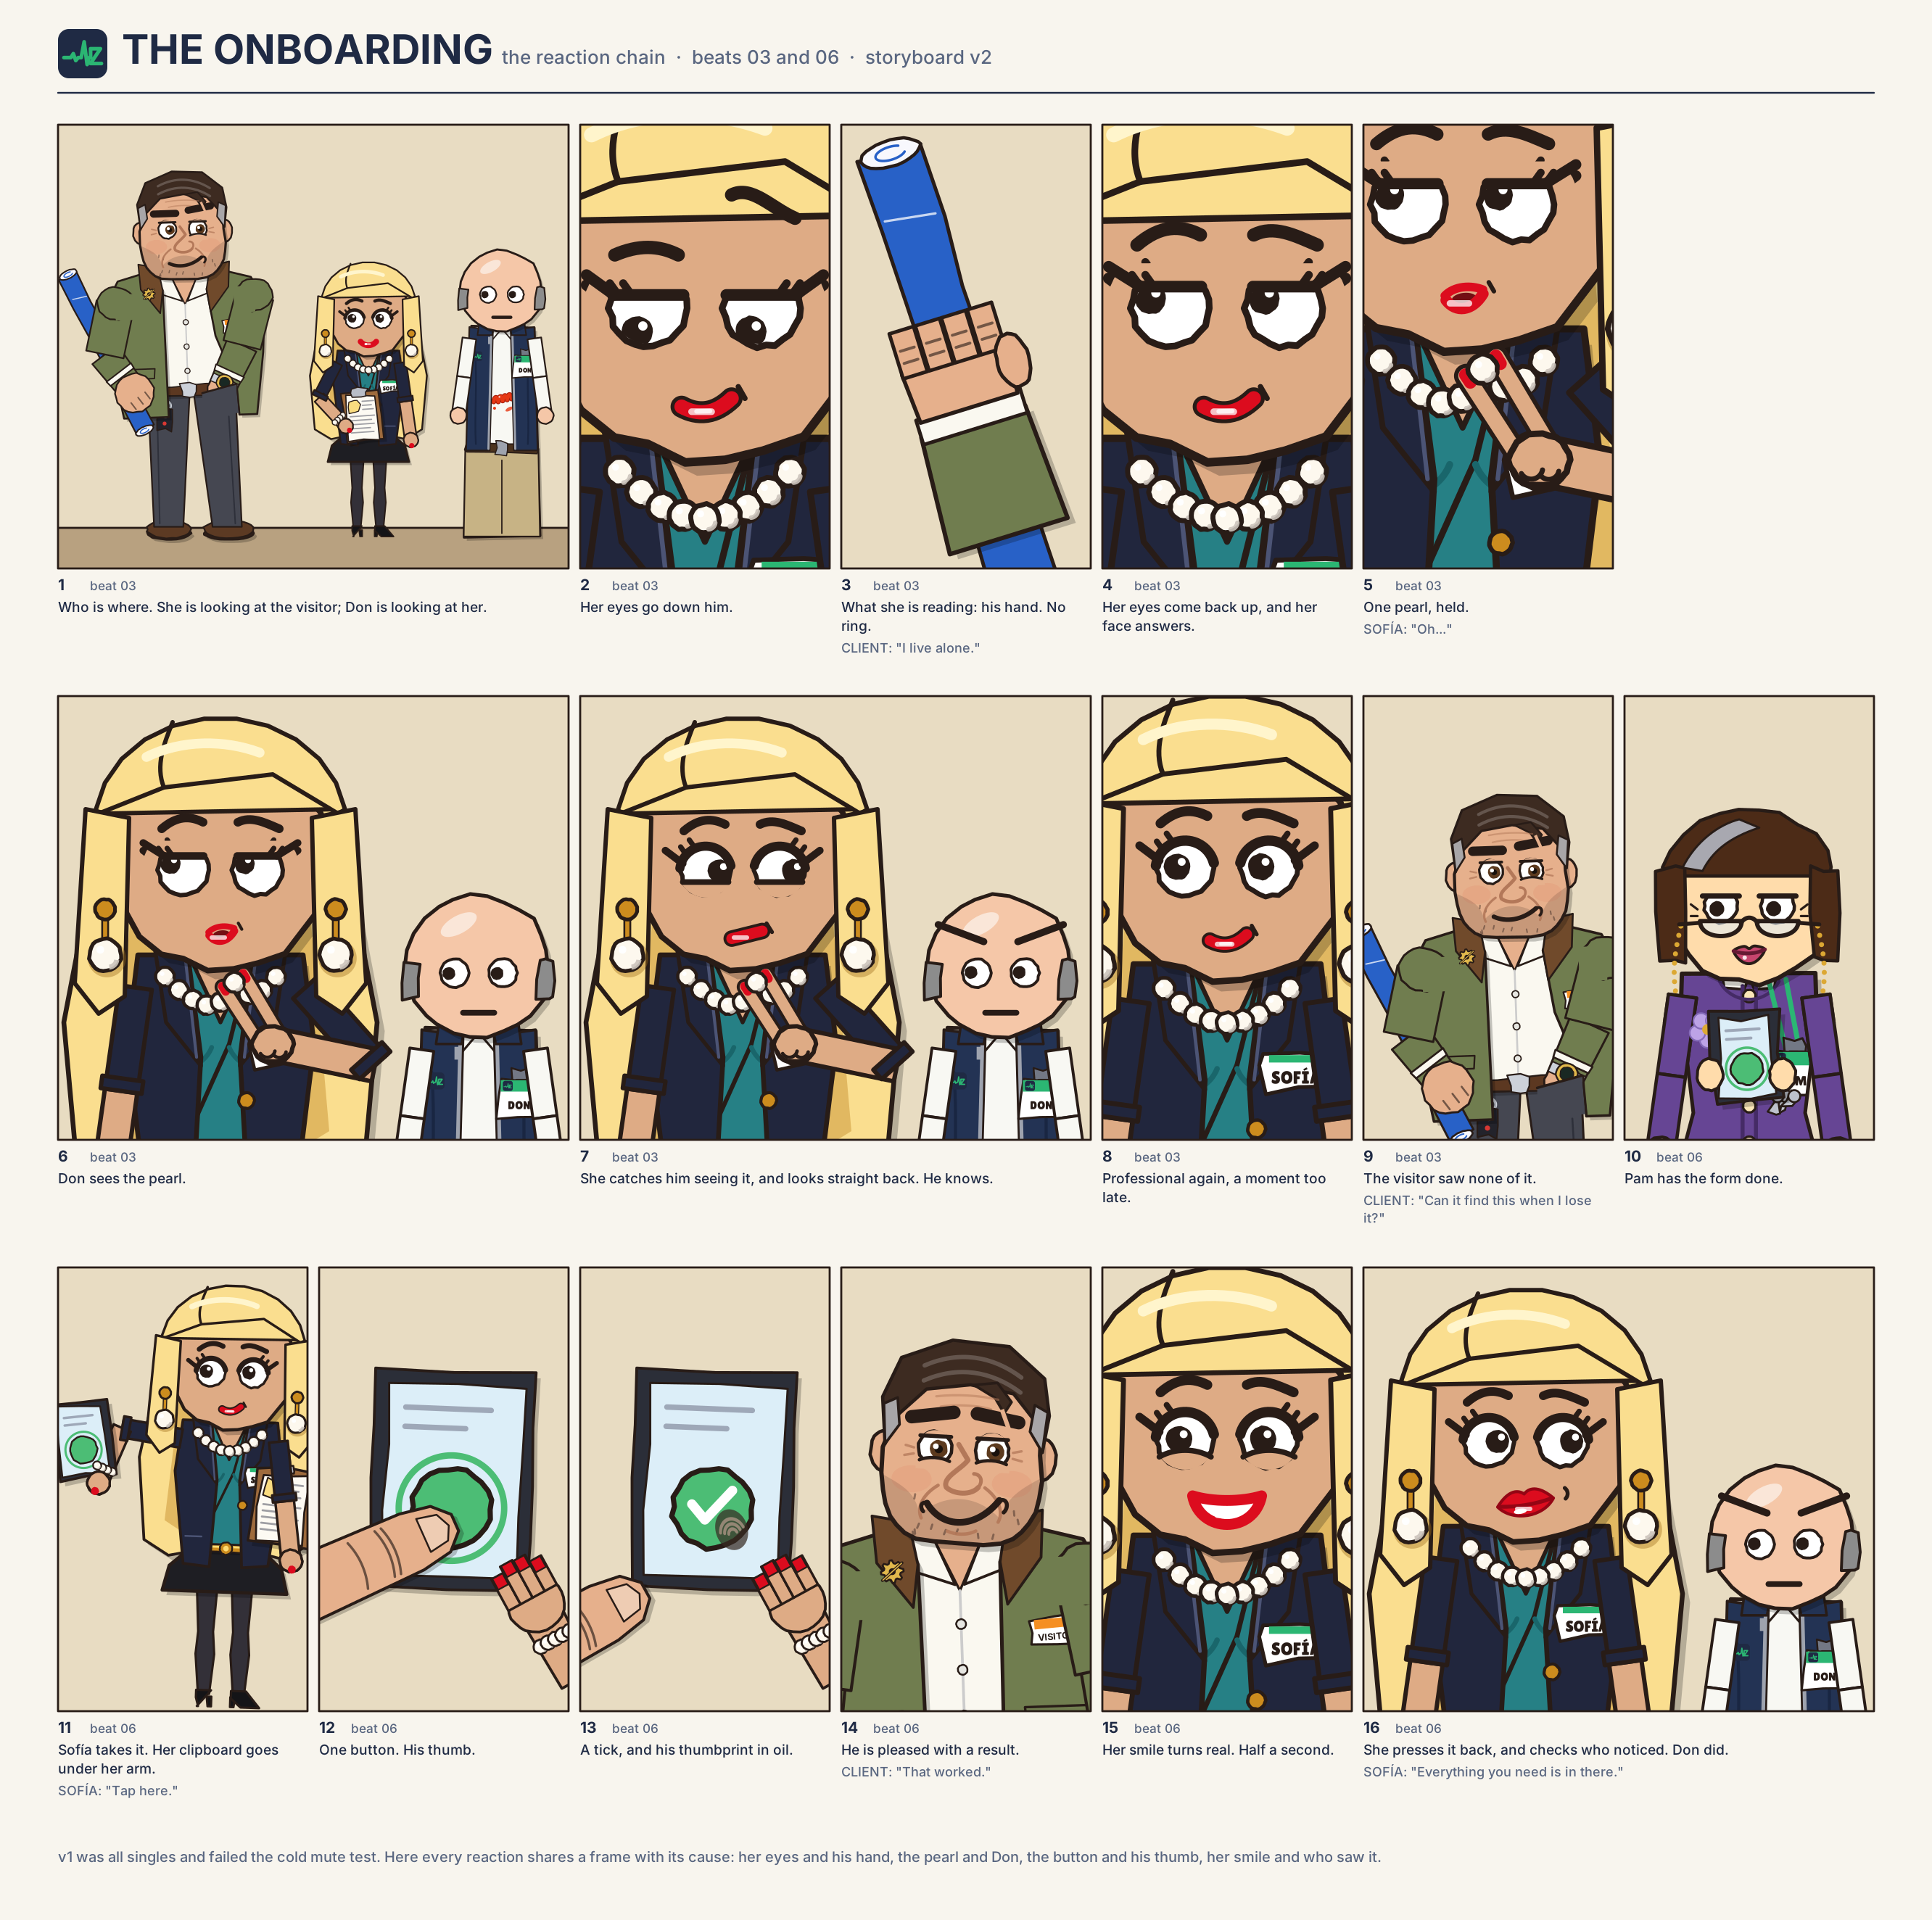 THE ONBOARDING the reaction chain · beats 03 and 06 · storyboard v2
SOFÍ
DON
1 beat 03
Who is where. She is looking at the visitor; Don is looking at her.
2 beat 03
Her eyes go down him.
3 beat 03
What she is reading: his hand. No
ring.
CLIENT: "I live alone."
4 beat 03
Her eyes come back up, and her
face answers.
5 beat 03
One pearl, held.
SOFÍA: "Oh..."
DON
DON
SOFÍ
M
6 beat 03
Don sees the pearl.
7 beat 03
She catches him seeing it, and looks straight back. He knows.
8 beat 03
Professional again, a moment too
late.
9 beat 03
The visitor saw none of it.
CLIENT: "Can it find this when I lose
it?"
10 beat 06
Pam has the form done.
S
VISITO
SOFÍ
SOFÍ
DON
11 beat 06
Sofía takes it. Her clipboard goes
under her arm.
SOFÍA: "Tap here."
12 beat 06
One button. His thumb.
13 beat 06
A tick, and his thumbprint in oil.
14 beat 06
He is pleased with a result.
CLIENT: "That worked."
15 beat 06
Her smile turns real. Half a second.
16 beat 06
She presses it back, and checks who noticed. Don did.
SOFÍA: "Everything you need is in there."
v1 was all singles and failed the cold mute test. Here every reaction shares a frame with its cause: her eyes and his hand, the pearl and Don, the button and his thumb, her smile and who saw it.